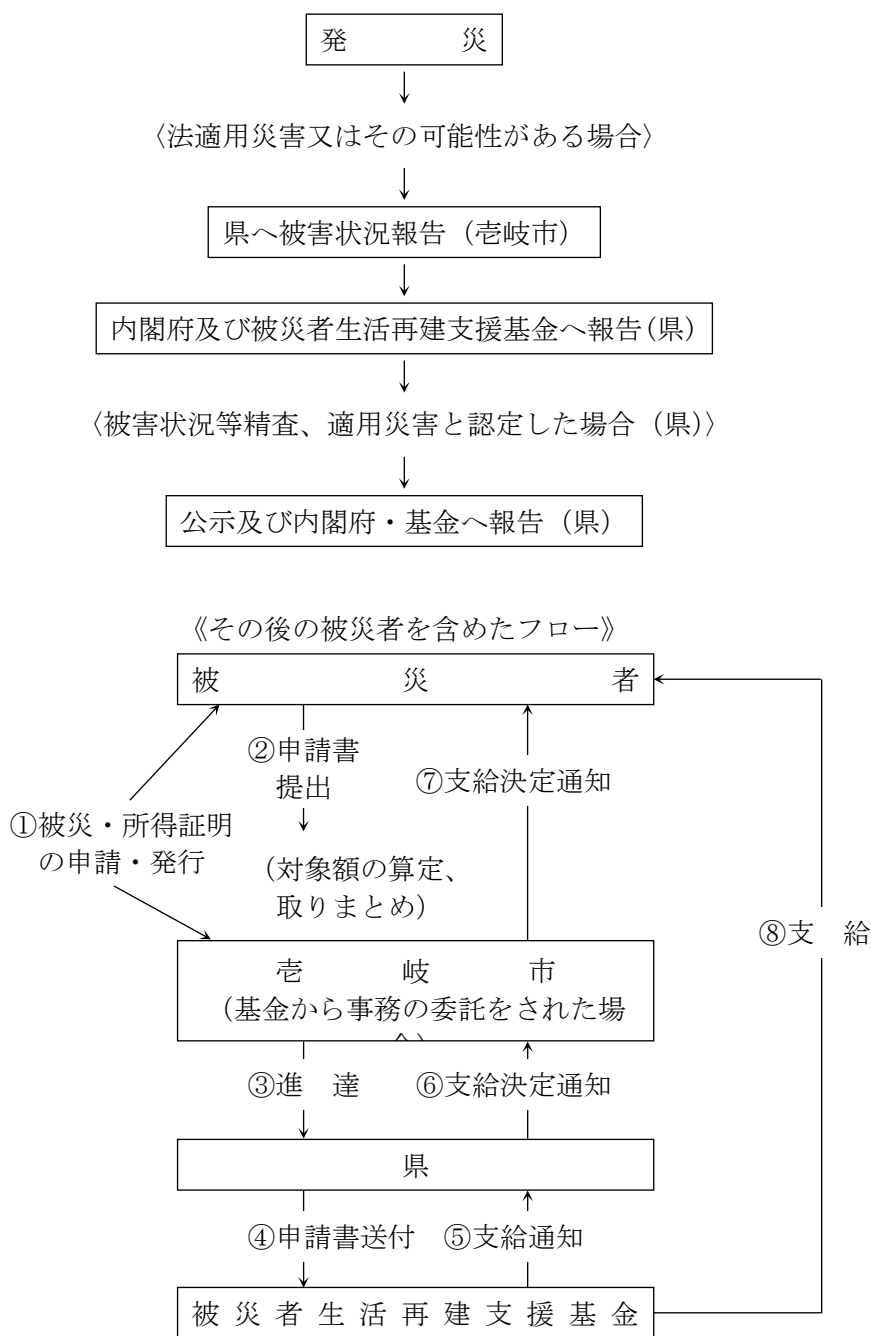 発 災
〈法適用災害又はその可能性がある場合〉
県へ被害状況報告（壱岐市）
内閣府及び被災者生活再建支援基金へ報告(県)
〈被害状況等精査、適用災害と認定した場合（県）〉
公示及び内閣府・基金へ報告（県）
《その後の被災者を含めたフロー》
被 災 者
②申請書
提出
⑦支給決定通知
①被災・所得証明
の申請・発行
（対象額の算定、
取りまとめ）
⑧支 給
壱 岐 市
（基金から事務の委託をされた場
③進 達
⑥支給決定通知
県
④申請書送付
⑤支給通知
被 災 者 生 活 再 建 支 援 基 金